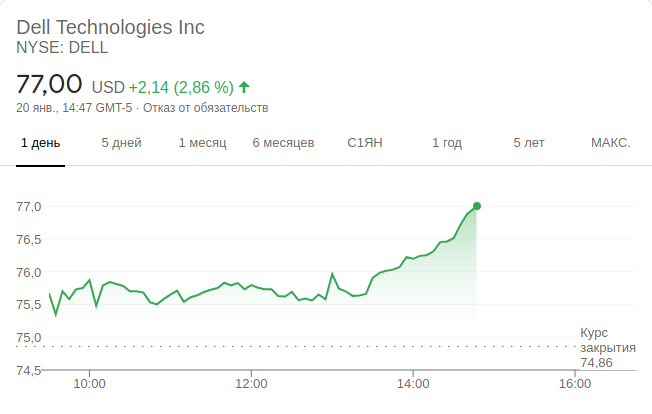 Dell Technologies Inc
NYSE: DELL
77,00 USD +2,14 (2,86 %)
20 янв., 14:47 GMT-5 · Отказ от обязательств
1 день 5 дней 1 месяц 6 месяцев С1ЯН 1 год 5 лет МАКС.
77,0
76,5
76,0
75,5
75,0
Курс
закрытия
74,86
74,5
10:00 12:00 14:00 16:00